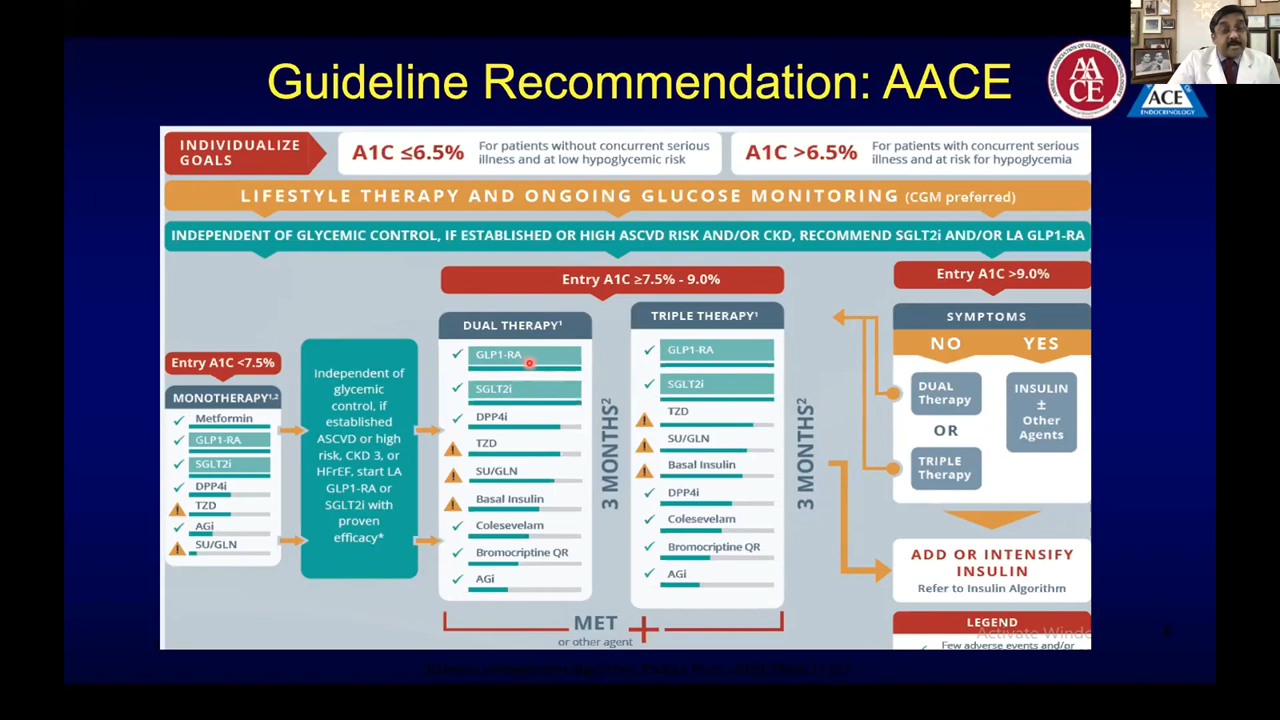 Guideline Recommendation: AACE
AACE
ACE
ENDOCRINOLOGY
INDIVIDUALIZE
GOALS
A1C ≤6.5%
For patients without concurrent serious
illness and at low hypoglycemic risk
A1C >6.5%
For patients with concurrent serious
illness and at risk for hypoglycemia
LIFESTYLE THERAPY AND ONGOING GLUCOSE MONITORING (CGM preferred)
INDEPENDENT OF GLYCEMIC CONTROL, IF ESTABLISHED OR HIGH ASCVD RISK AND/OR CKD, RECOMMEND SGLT2i AND/OR LA GLP1-RA
Entry A1C <7.5%
MONOTHERAPY1,2
Metformin
GLP1-RA
SGLT2i
DPP4i
TZD
AGi
SU/GLN
Independent of
glycemic
control, if
established
ASCVD or high
risk, CKD 3, or
HFrEF, start LA
GLP1-RA or
SGLT2i with
proven
efficacy*
Entry A1C ≥7.5% - 9.0%
DUAL THERAPY1
GLP1-RA
SGLT2i
DPP4i
TZD
SU/GLN
Basal Insulin
Colesevelam
Bromocriptine QR
AGi
3 MONTHS2
TRIPLE THERAPY1
GLP1-RA
SGLT2i
TZD
SU/GLN
Basal Insulin
DPP4i
Colesevelam
Bromocriptine QR
AGi
3 MONTHS2
MET
or other agent
Entry A1C >9.0%
SYMPTOMS
NO
YES
DUAL
Therapy
OR
TRIPLE
Therapy
INSULIN
±
Other
Agents
ADD OR INTENSIFY
INSULIN
Refer to Insulin Algorithm
LEGEND
Few adverse events and/or
Activate Windo